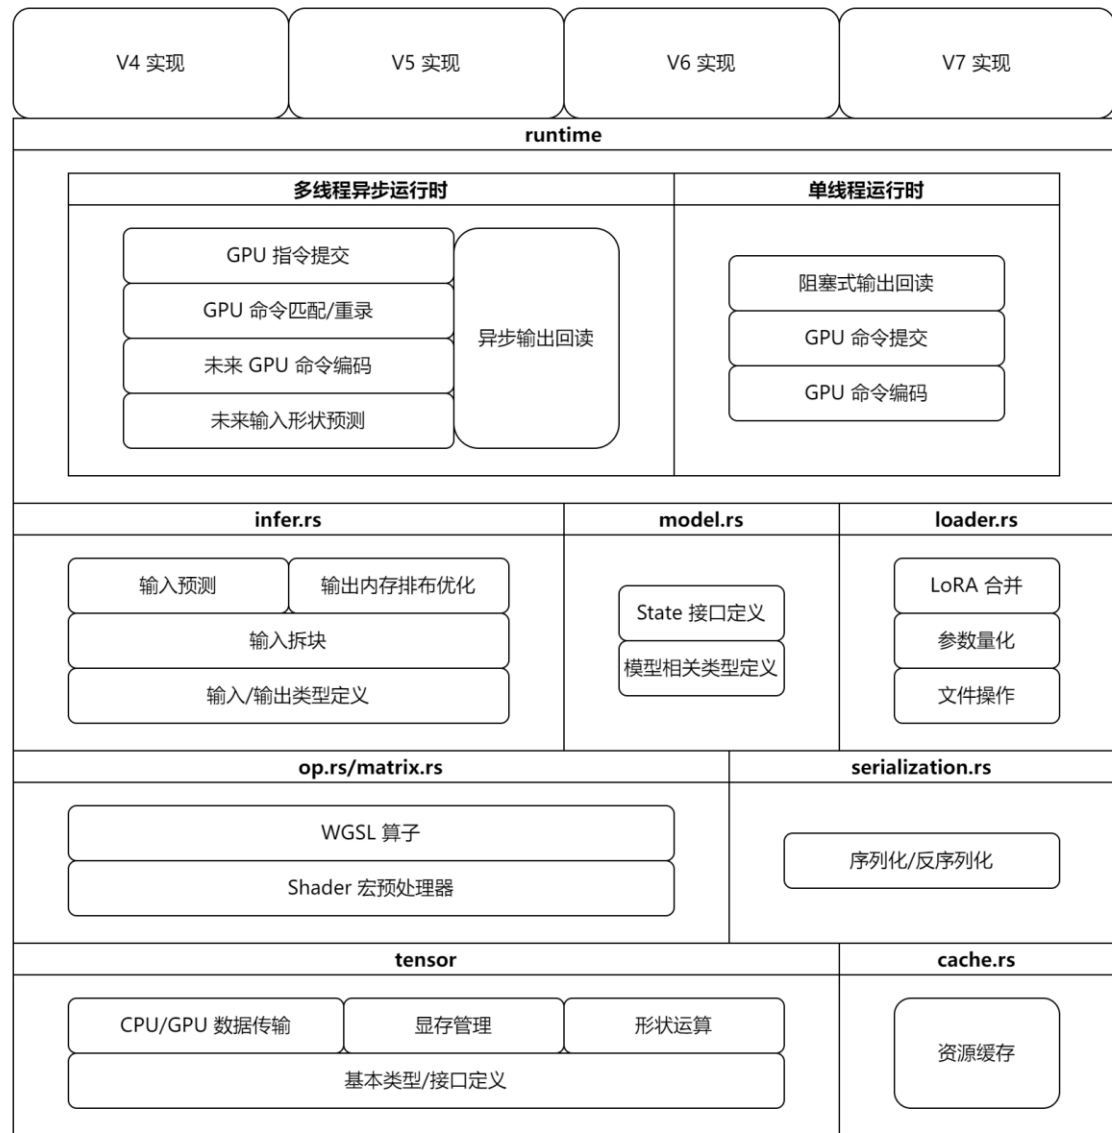 V4 实现
V5 实现
V6 实现
V7 实现
runtime
多线程异步运行时
GPU 指令提交
GPU 命令匹配/重录
未来 GPU 命令编码
未来输入形状预测
异步输出回读
单线程运行时
阻塞式输出回读
GPU 命令提交
GPU 命令编码
infer.rs
输入预测
输出内存排布优化
输入拆块
输入/输出类型定义
model.rs
State 接口定义
模型相关类型定义
loader.rs
LoRA 合并
参数量化
文件操作
op.rs/matrix.rs
WGSL 算子
Shader 宏预处理器
serialization.rs
序列化/反序列化
tensor
CPU/GPU 数据传输
显存管理
形状运算
基本类型/接口定义
cache.rs
资源缓存